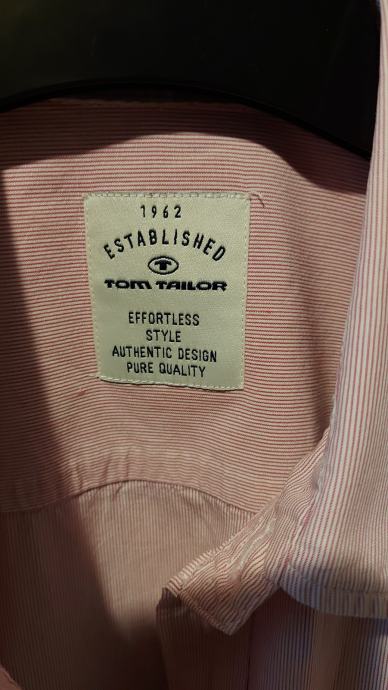 1962
ESTABLISHED
T
TOM TAILOR
EFFORTLESS
STYLE
AUTHENTIC DESIGN
PURE QUALITY